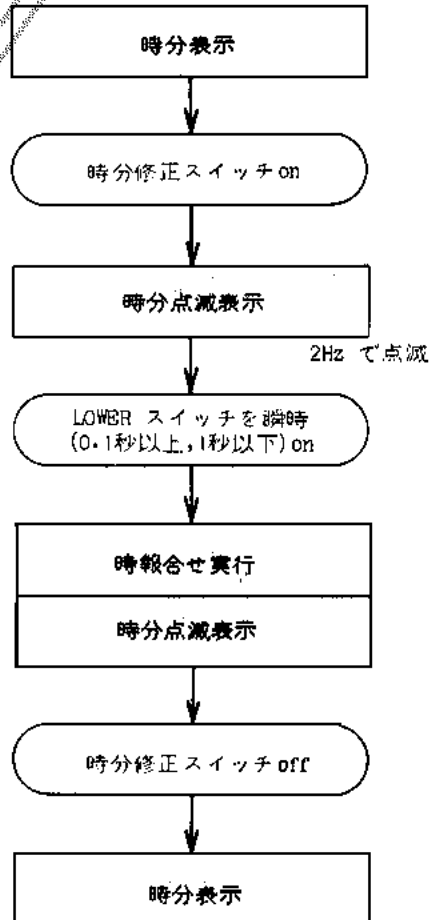 時分表示
時分修正スイッチon
時分点滅表示
2Hz で点滅
LOWER スイッチを瞬時
(0.1秒以上,1秒以下)on
時報合せ実行
時分点滅表示
時分修正スイッチoff
時分表示